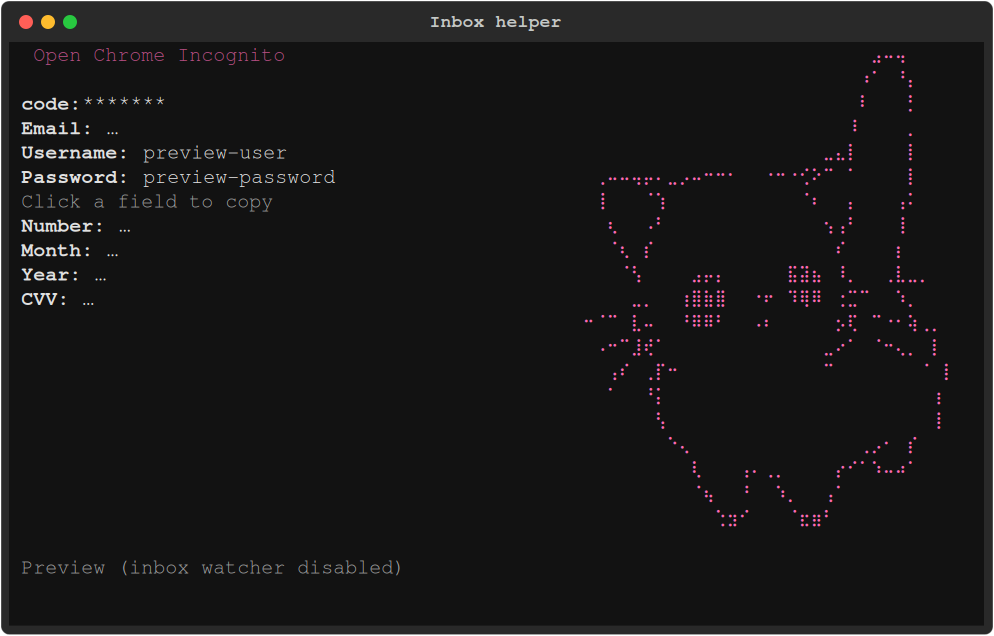 Inbox helper
Open Chrome Incognito
code:*******
Email: …
Username: preview-user
Password: preview-password
Click a field to copy
Number: …
Month: …
Year: …
CVV: …
Preview (inbox watcher disabled)